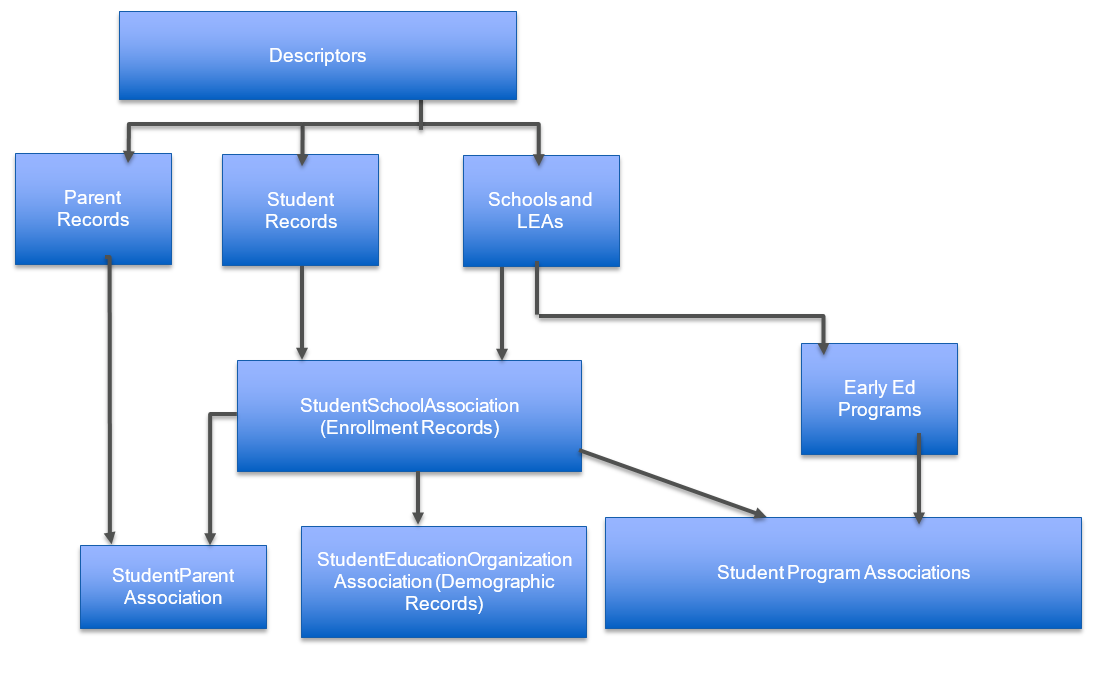 Descriptors
Parent
Records
Student
Records
Schools and
LEAs
Early Ed
Programs
StudentSchoolAssociation
(Enrollment Records)
StudentParent
Association
StudentEducationOrganization
Association (Demographic
Records)
Student Program Associations